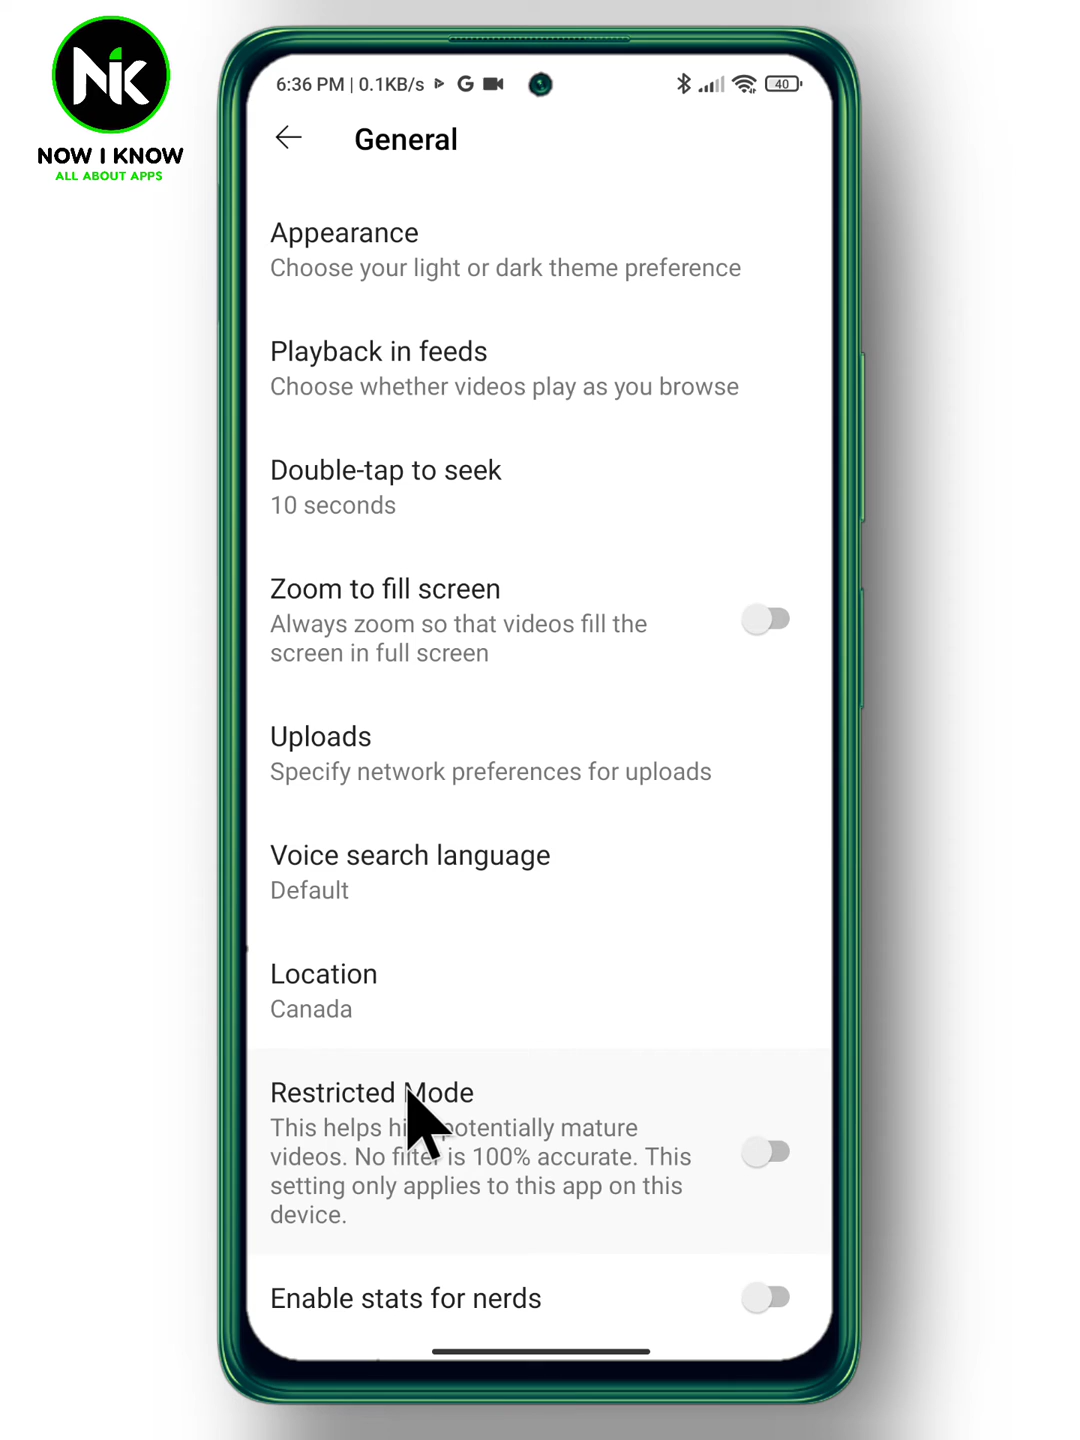 NIK
NOW I KNOW
ALL ABOUT APPS
6:36 PM | 0.1KB/s
G
40
General
Appearance
Choose your light or dark theme preference
Playback in feeds
Choose whether videos play as you browse
Double-tap to seek
10 seconds
Zoom to fill screen
Always zoom so that videos fill the
screen in full screen
Uploads
Specify network preferences for uploads
Voice search language
Default
Location
Canada
Restricted Mode
This helps potentially mature
videos. No filter is 100% accurate. This
setting only applies to this app on this
device.
Enable stats for nerds